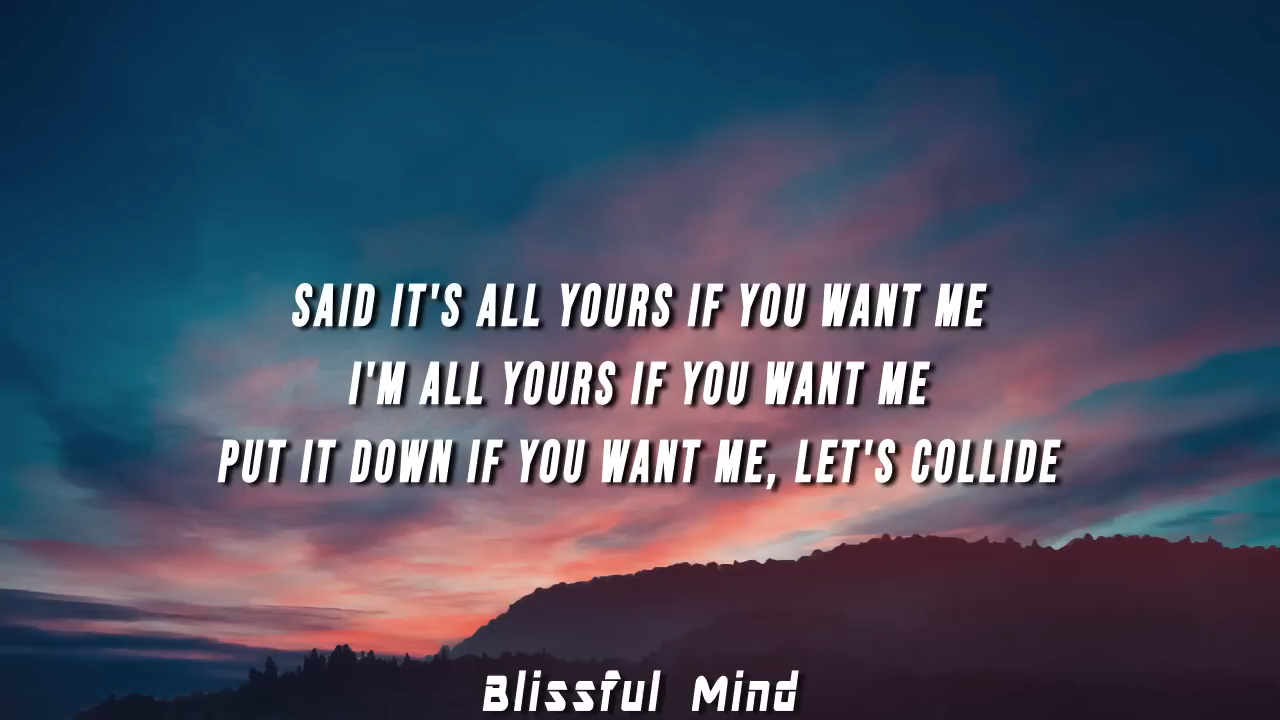 SAID IT'S ALL YOURS IF YOU WANT ME
I'M ALL YOURS IF YOU WANT ME
PUT IT DOWN IF YOU WANT ME, LET'S COLLIDE
Blissful Mind